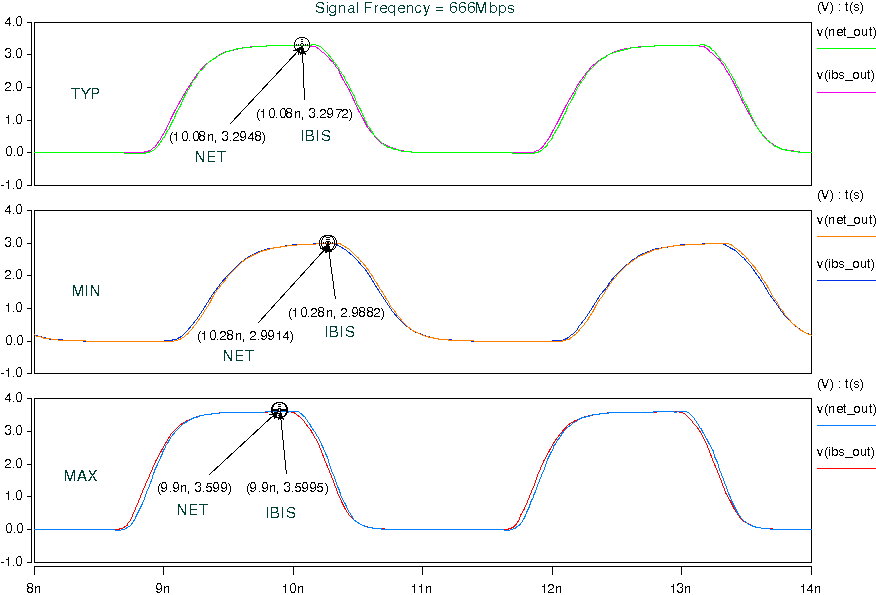 Signal Freqency = 666Mbps
(V) : t(s)
4.0
v(net_out)
3.0
v(ibs_out)
2.0
TYP
(10.08n, 3.2972)
1.0
(10.08n, 3.2948)
IBIS
0.0
NET
-1.0
(V) : t(s)
4.0
v(net_out)
3.0
v(ibs_out)
2.0
MIN
1.0
(10.28n, 2.9882)
(10.28n, 2.9914)
IBIS
0.0
NET
-1.0
(V) : t(s)
4.0
v(net_out)
3.0
v(ibs_out)
2.0
MAX
(9.9n, 3.599)
(9.9n, 3.5995)
1.0
NET
IBIS
0.0
-1.0
8n
9n
10n
11n
12n
13n
14n